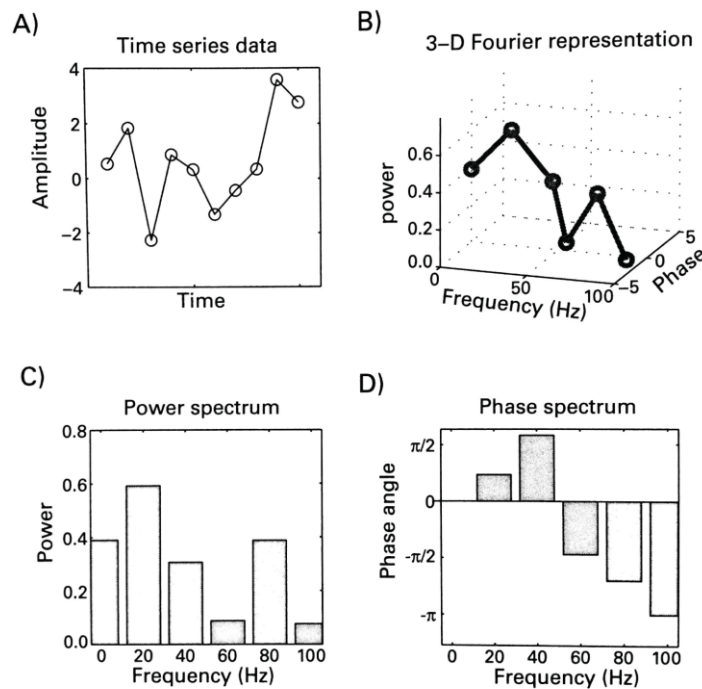 A)
Time series data
4
2
0
−2
−4
Amplitude
Time
B)
3–D Fourier representation
0.6
0.4
0.2
0.0
power
0
50
100
Frequency (Hz)
−5
0
5
Phase
C)
Power spectrum
0.8
0.6
0.4
0.2
0.0
Power
0 20 40 60 80 100
Frequency (Hz)
D)
Phase spectrum
π/2
0
-π/2
-π
Phase angle
0 20 40 60 80 100
Frequency (Hz)